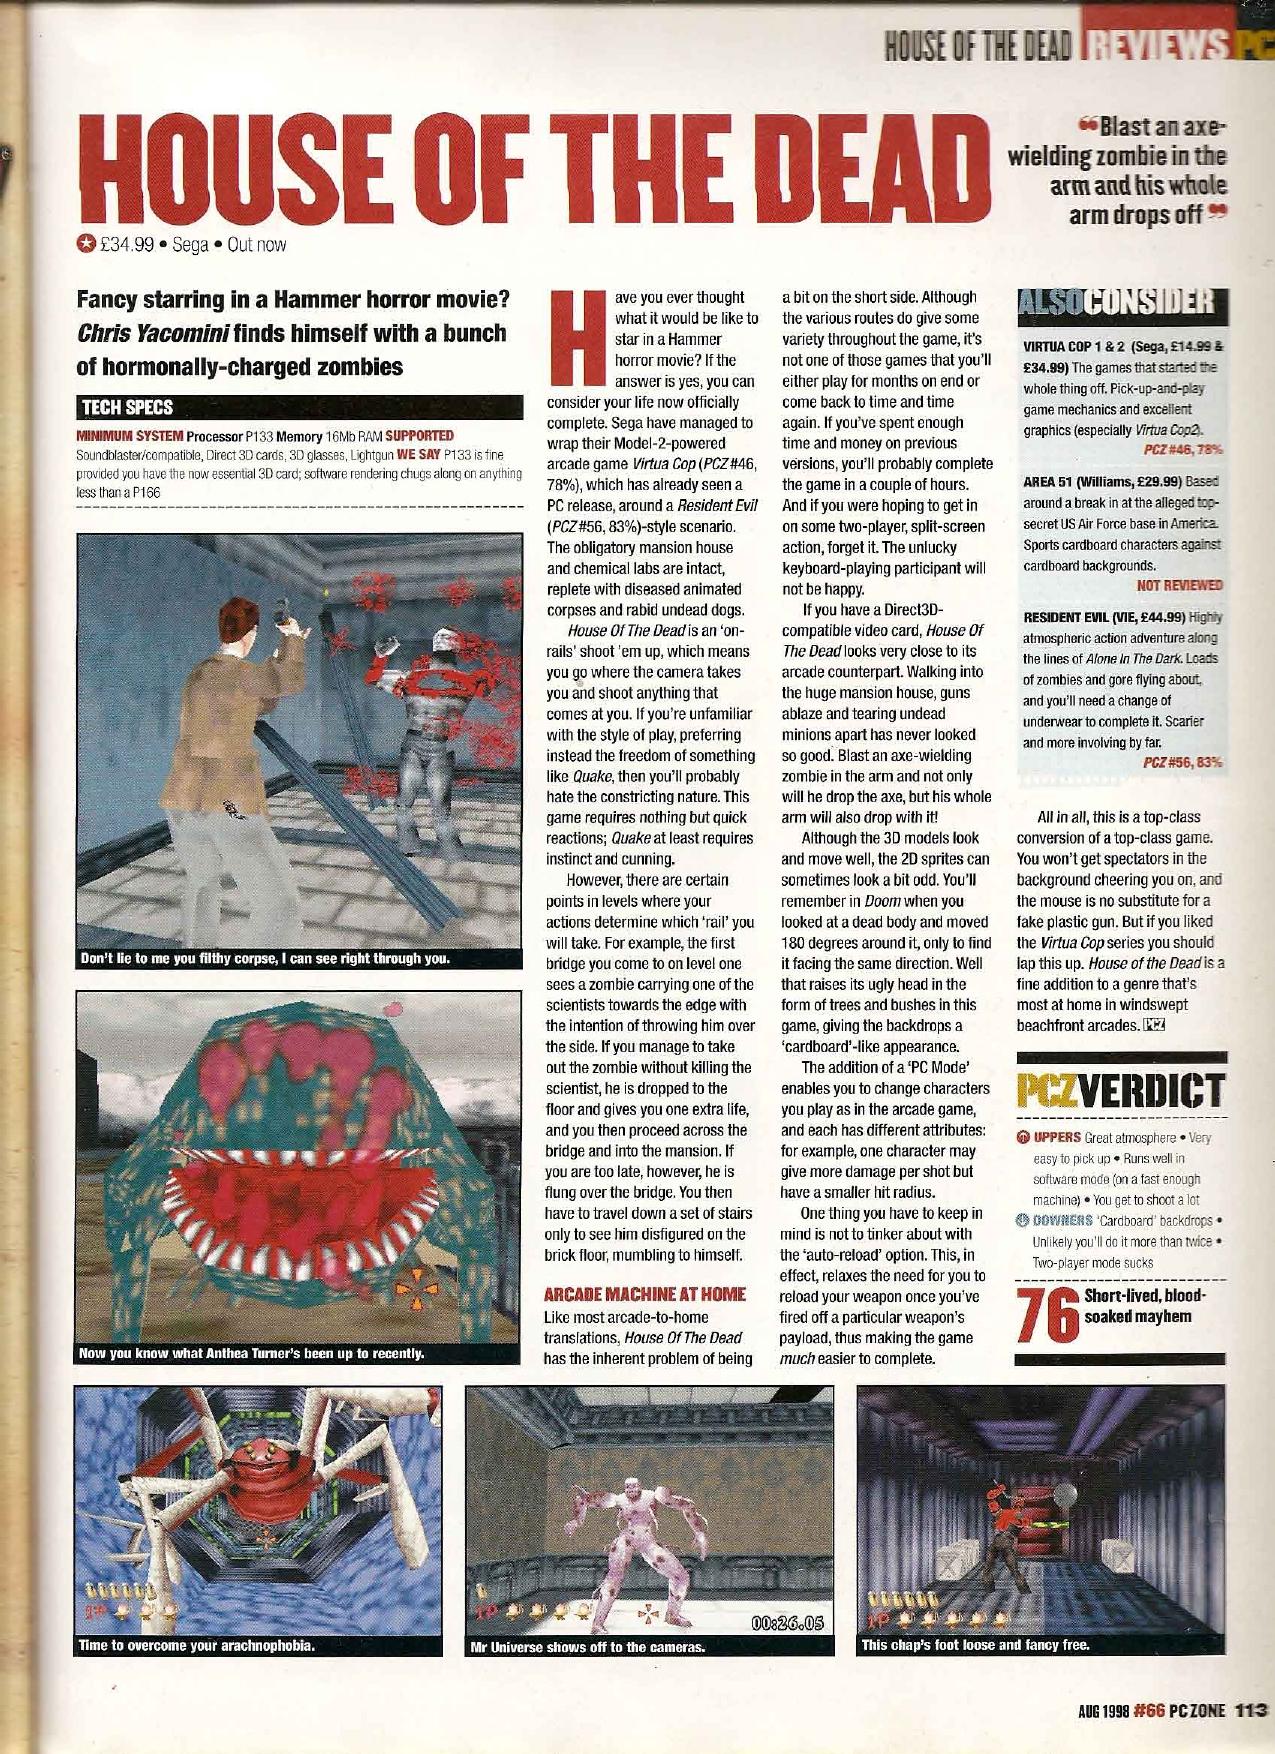 HOUSE OF THE DEAD REVIEWS PC
HOUSE OF THE DEAD
£34.99 • Sega • Out now
“Blast an axe-
wielding zombie in the
arm and his whole
arm drops off”
Fancy starring in a Hammer horror movie?
Chris Yacomini finds himself with a bunch
of hormonally-charged zombies
TECH SPECS
MINIMUM SYSTEM Processor P133 Memory 16Mb RAM SUPPORTED
Soundblaster/compatible, Direct 3D cards, 3D glasses, Lightgun WE SAY P133 is fine
provided you have the now essential 3D card; software rendering chugs along on anything
less than a P166
Don't lie to me you filthy corpse, I can see right through you.
Now you know what Anthea Turner's been up to recently.
Have you ever thought
what it would be like to
star in a Hammer
horror movie? If the
answer is yes, you can
consider your life now officially
complete. Sega have managed to
wrap their Model-2-powered
arcade game Virtua Cop (PCZ #46,
78%), which has already seen a
PC release, around a Resident Evil
(PCZ #56, 83%)-style scenario.
The obligatory mansion house
and chemical labs are intact,
replete with diseased animated
corpses and rabid undead dogs.
House Of The Dead is an 'on-
rails' shoot 'em up, which means
you go where the camera takes
you and shoot anything that
comes at you. If you're unfamiliar
with the style of play, preferring
instead the freedom of something
like Quake, then you'll probably
hate the constricting nature. This
game requires nothing but quick
reactions; Quake at least requires
instinct and cunning.
However, there are certain
points in levels where your
actions determine which 'rail' you
will take. For example, the first
bridge you come to on level one
sees a zombie carrying one of the
scientists towards the edge with
the intention of throwing him over
the side. If you manage to take
out the zombie without killing the
scientist, he is dropped to the
floor and gives you one extra life,
and you then proceed across the
bridge and into the mansion. If
you are too late, however, he is
flung over the bridge. You then
have to travel down a set of stairs
only to see him disfigured on the
brick floor, mumbling to himself.
ARCADE MACHINE AT HOME
Like most arcade-to-home
translations, House Of The Dead
has the inherent problem of being
a bit on the short side. Although
the various routes do give some
variety throughout the game, it's
not one of those games that you'll
either play for months on end or
come back to time and time
again. If you've spent enough
time and money on previous
versions, you'll probably complete
the game in a couple of hours.
And if you were hoping to get in
on some two-player, split-screen
action, forget it. The unlucky
keyboard-playing participant will
not be happy.
If you have a Direct3D-
compatible video card, House Of
The Dead looks very close to its
arcade counterpart. Walking into
the huge mansion house, guns
ablaze and tearing undead
minions apart has never looked
so good. Blast an axe-wielding
zombie in the arm and not only
will he drop the axe, but his whole
arm will also drop with it!
Although the 3D models look
and move well, the 2D sprites can
sometimes look a bit odd. You'll
remember in Doom when you
looked at a dead body and moved
180 degrees around it, only to find
it facing the same direction. Well
that raises its ugly head in the
form of trees and bushes in this
game, giving the backdrops a
'cardboard'-like appearance.
The addition of a 'PC Mode'
enables you to change characters
you play as in the arcade game,
and each has different attributes:
for example, one character may
give more damage per shot but
have a smaller hit radius.
One thing you have to keep in
mind is not to tinker about with
the 'auto-reload' option. This, in
effect, relaxes the need for you to
reload your weapon once you've
fired off a particular weapon's
payload, thus making the game
much easier to complete.
ALSO CONSIDER
VIRTUA COP 1 & 2 (Sega, £14.99 &
£34.99) The games that started the
whole thing off. Pick-up-and-play
game mechanics and excellent
graphics (especially Virtua Cop2).
PCZ #46, 78%
AREA 51 (Williams, £29.99) Based
around a break in at the alleged top-
secret US Air Force base in America.
Sports cardboard characters against
cardboard backgrounds.
NOT REVIEWED
RESIDENT EVIL (VIE, £44.99) Highly
atmospheric action adventure along
the lines of Alone In The Dark. Loads
of zombies and gore flying about,
and you'll need a change of
underwear to complete it. Scarier
and more involving by far.
PCZ #56, 83%
All in all, this is a top-class
conversion of a top-class game.
You won't get spectators in the
background cheering you on, and
the mouse is no substitute for a
fake plastic gun. But if you liked
the Virtua Cop series you should
lap this up. House of the Dead is a
fine addition to a genre that's
most at home in windswept
beachfront arcades.
PCZVERDICT
UPPERS Great atmosphere • Very
easy to pick up • Runs well in
software mode (on a fast enough
machine) • You get to shoot a lot
DOWNERS 'Cardboard' backdrops •
Unlikely you'll do it more than twice •
Two-player mode sucks
76 Short-lived, blood-
soaked mayhem
1P
Time to overcome your arachnophobia.
1P
00:26.05
Mr Universe shows off to the cameras.
1P
This chap's foot loose and fancy free.
AUG 1998 #66 PC ZONE 113